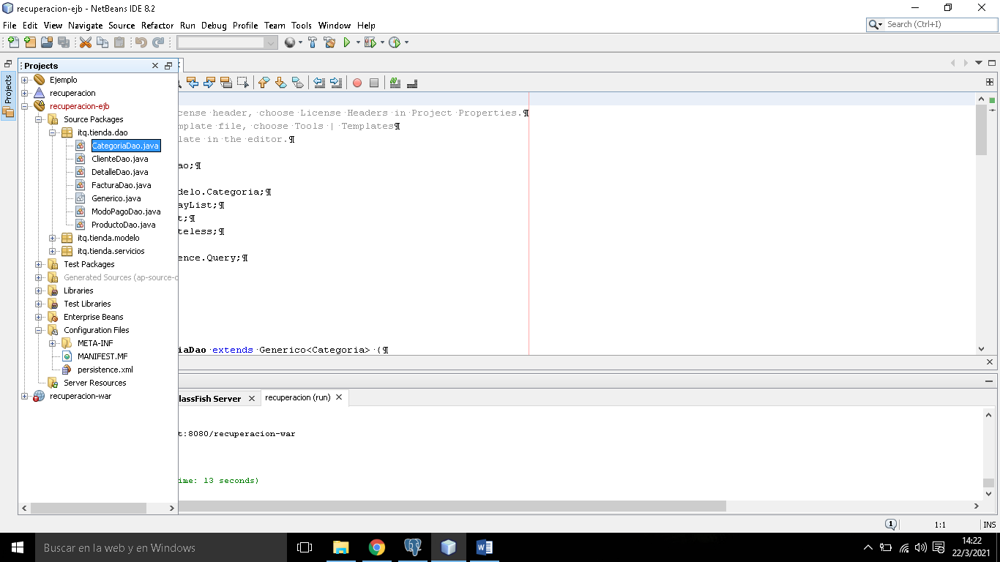 recuperacion-ejb - NetBeans IDE 8.2
File Edit View Navigate Source Refactor Run Debug Profile Team Tools Window Help
Search (Ctrl+I)
Projects
Projects
Ejemplo
recuperacion
recuperacion-ejb
Source Packages
itq.tienda.dao
CategoriaDao.java
ClienteDao.java
DetalleDao.java
FacturaDao.java
Generico.java
ModoPagoDao.java
ProductoDao.java
itq.tienda.modelo
itq.tienda.servicios
Test Packages
Generated Sources (ap-source-
Libraries
Test Libraries
Enterprise Beans
Configuration Files
META-INF
MANIFEST.MF
persistence.xml
Server Resources
recuperacion-war
cense·header,·choose·License·Headers·in·Project·Properties.¶
mplate·file,·choose·Tools·|·Templates¶
late·in·the·editor.¶
ao;¶
delo.Categoria;¶
ayList;¶
t;¶
teless;¶
ence.Query;¶
iaDao·extends·Generico<Categoria>·{¶
lassFish Server
recuperacion (run)
t:8080/recuperacion-war
ime: 13 seconds)
1
1:1
INS
Buscar en la web y en Windows
14:22
22/3/2021